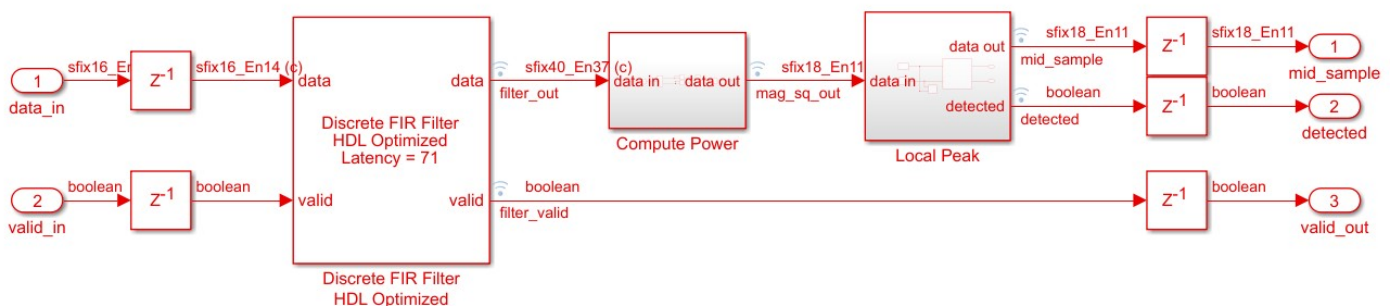 sfix18_En11
sfix18_En11
data out
Z-1
1
mid_sample
mid_sample
sfix16_En
sfix16_En14 (c)
sfix40_En37 (c)
sfix18_En11
1
Z-1
data
data
data in
data out
data in
data_in
filter_out
mag_sq_out
boolean
boolean
detected
Z-1
2
detected
detected
Compute Power
Local Peak
Discrete FIR Filter
HDL Optimized
Latency = 71
boolean
boolean
boolean
boolean
2
Z-1
valid
valid
Z-1
3
valid_in
filter_valid
valid_out
Discrete FIR Filter
HDL Optimized